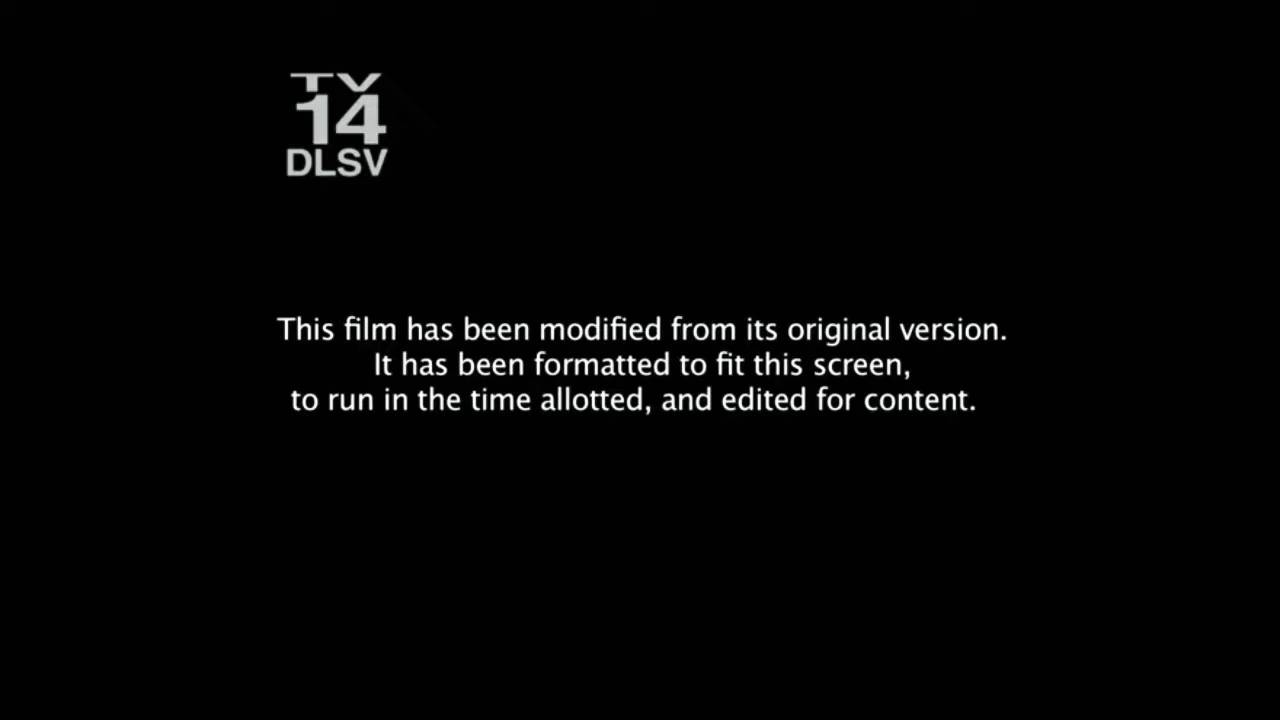 TV
14
DLSV
This film has been modified from its original version.
It has been formatted to fit this screen,
to run in the time allotted, and edited for content.